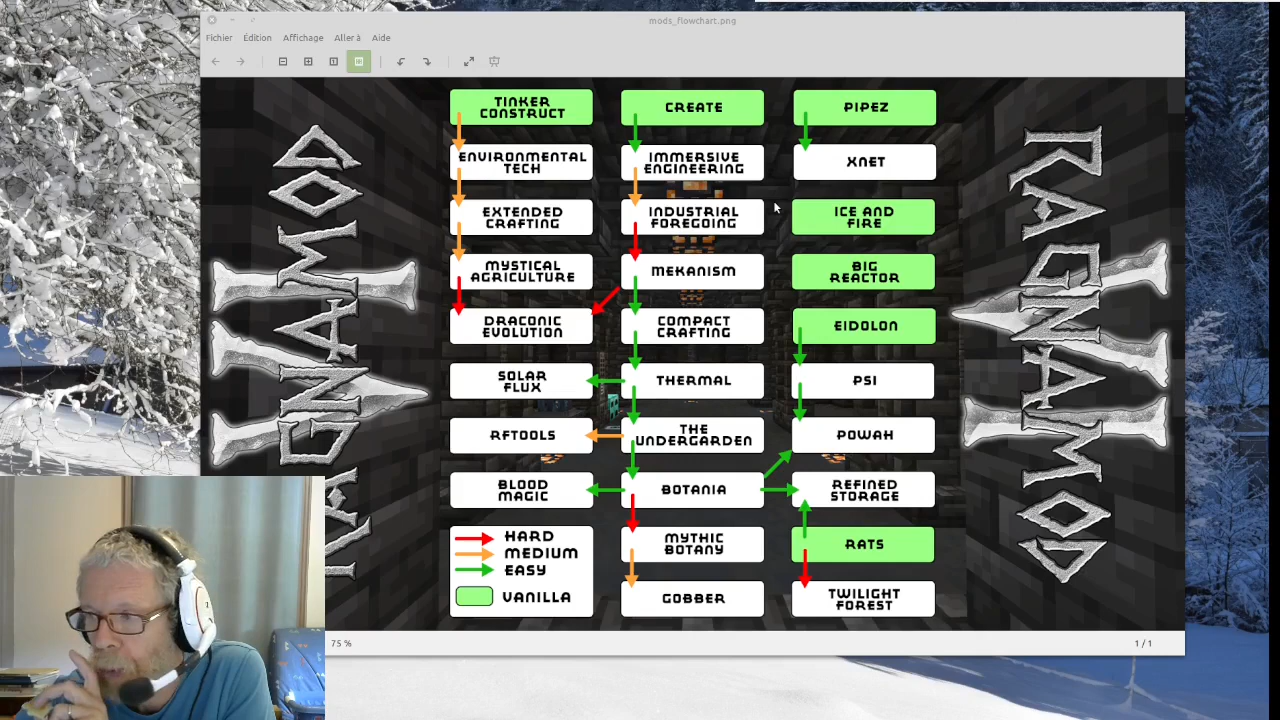 mods_flowchart.png
Fichier Édition Affichage Aller à Aide
TINKER
CONSTRUCT
CREATE
PIPEZ
ENVIRONMENTAL
TECH
IMMERSIVE
ENGINEERING
XNET
EXTENDED
CRAFTING
INDUSTRIAL
FOREGOING
ICE AND
FIRE
MYSTICAL
AGRICULTURE
MEKANISM
BIG
REACTOR
DRACONIC
EVOLUTION
COMPACT
CRAFTING
EIDOLON
SOLAR
FLUX
THERMAL
PSI
RFTOOLS
THE
UNDERGARDEN
POWAH
BLOOD
MAGIC
BOTANIA
REFINED
STORAGE
HARD
MEDIUM
EASY
VANILLA
MYTHIC
BOTANY
RATS
GOBBER
TWILIGHT
FOREST
RAGNAMOD
RAGNAMOD
75 %
1 / 1